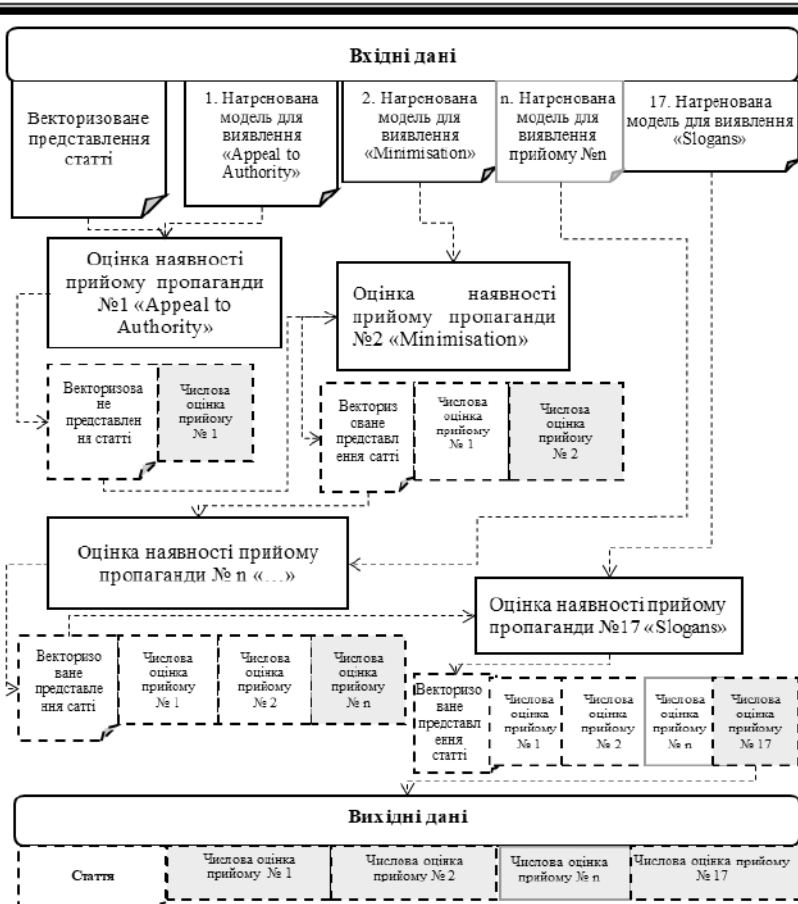 Вхідні дані
Векторизоване
представлення
статті
1. Натренована
модель для
виявлення
«Appeal to
Authority»
2. Натренована
модель для
виявлення
«Minimisation»
n. Натренована
модель для
виявлення
прийому №n
17. Натренована
модель для виявлення
«Slogans»
Оцінка наявності
прийому пропаганди
№1 «Appeal to
Authority»
Оцінка наявності
прийому пропаганди
№2 «Minimisation»
Векторизова
не
представлен
ня статті
Числова
оцінка
прийому
№ 1
Векториз
оване
представл
ення сатті
Числова
оцінка
прийому
№ 1
Числова
оцінка
прийому
№ 2
Оцінка наявності прийому
пропаганди № n «…»
Оцінка наявності прийому
пропаганди №17 «Slogans»
Векторизо
ване
представле
ння сатті
Числова
оцінка
прийому
№ 1
Числова
оцінка
прийому
№ 2
Числова
оцінка
прийому
№ n
Векторизо
ване
представл
ення
статті
Числова
оцінка
прийому
№ 1
Числова
оцінка
прийому
№ 2
Числова
оцінка
прийому
№ n
Числова
оцінка
прийому
№ 17
Вихідні дані
Стаття
Числова оцінка
прийому № 1
Числова оцінка
прийому № 2
Числова оцінка
прийому № n
Числова оцінка прийому
№ 17